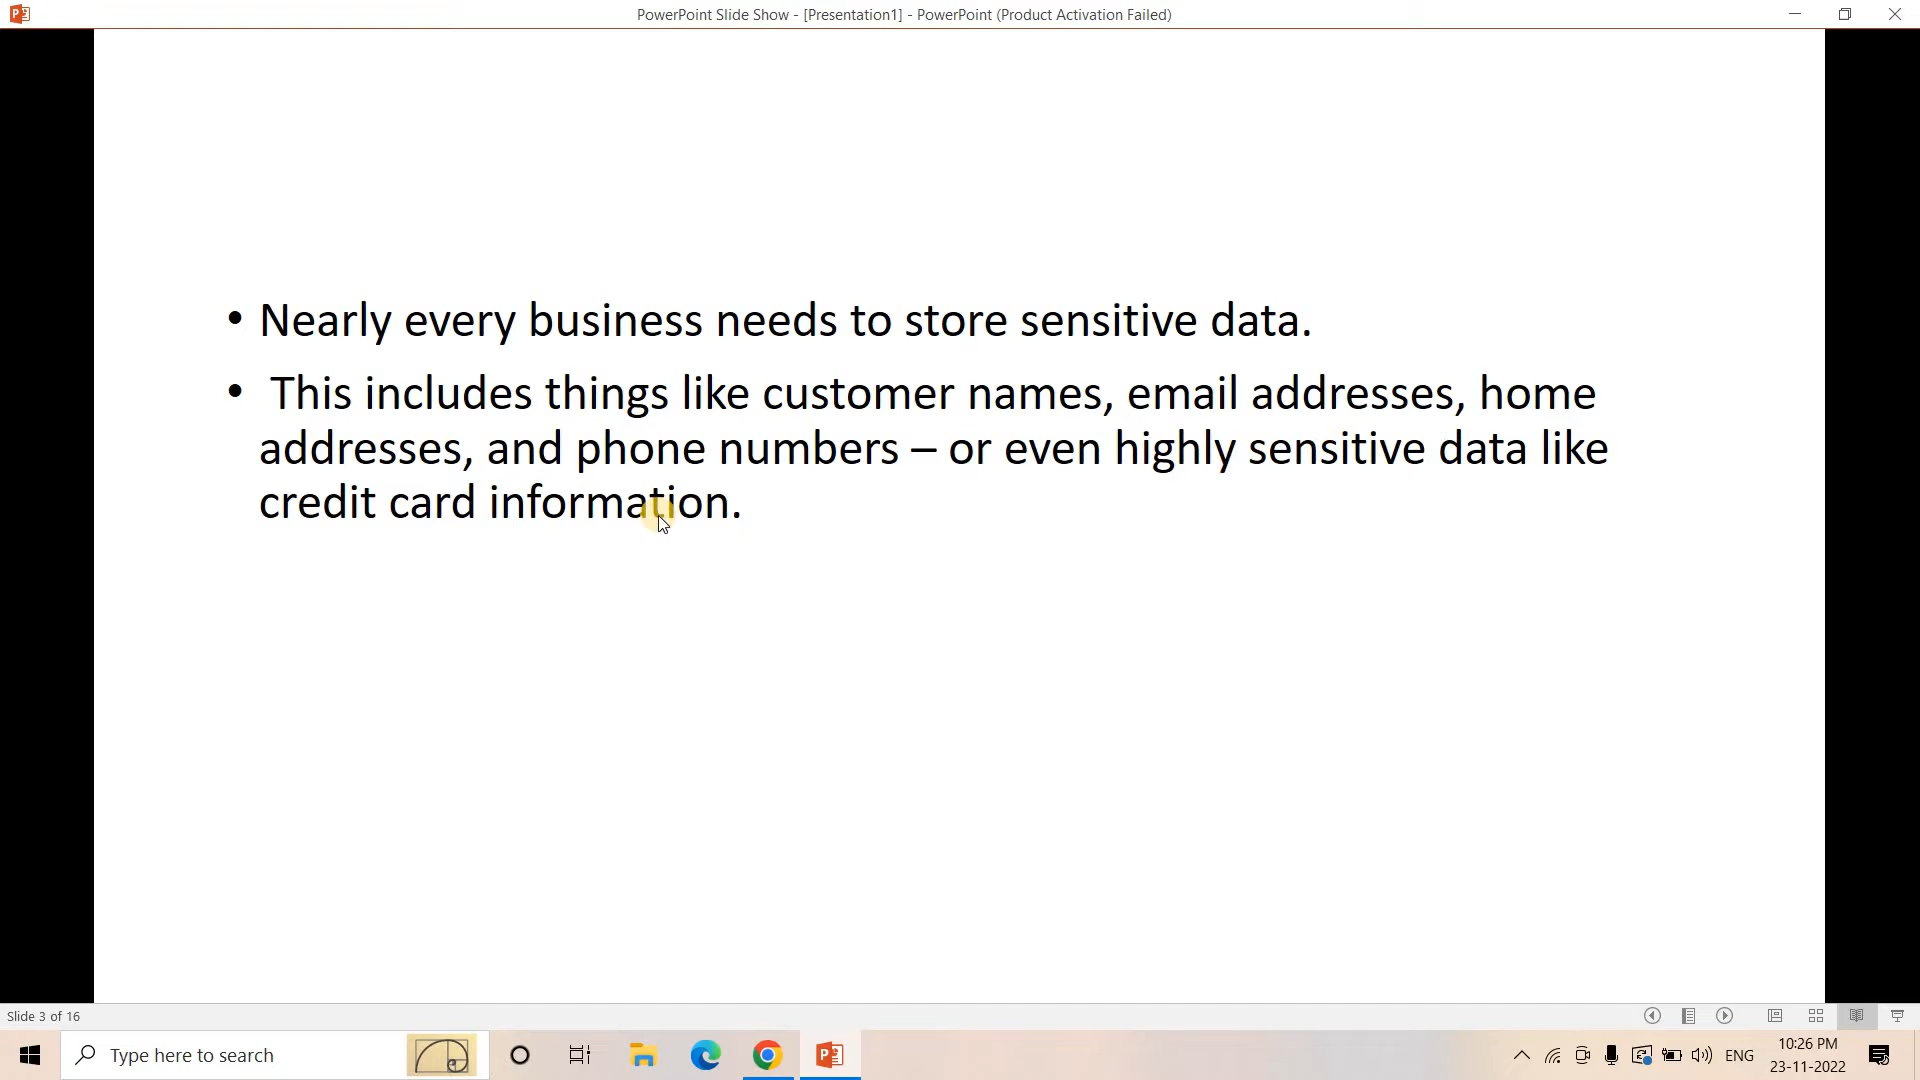 PowerPoint Slide Show - [Presentation1] - PowerPoint (Product Activation Failed)
• Nearly every business needs to store sensitive data.
• This includes things like customer names, email addresses, home
addresses, and phone numbers – or even highly sensitive data like
credit card information.
Slide 3 of 16
Type here to search
ENG
10:26 PM
23-11-2022